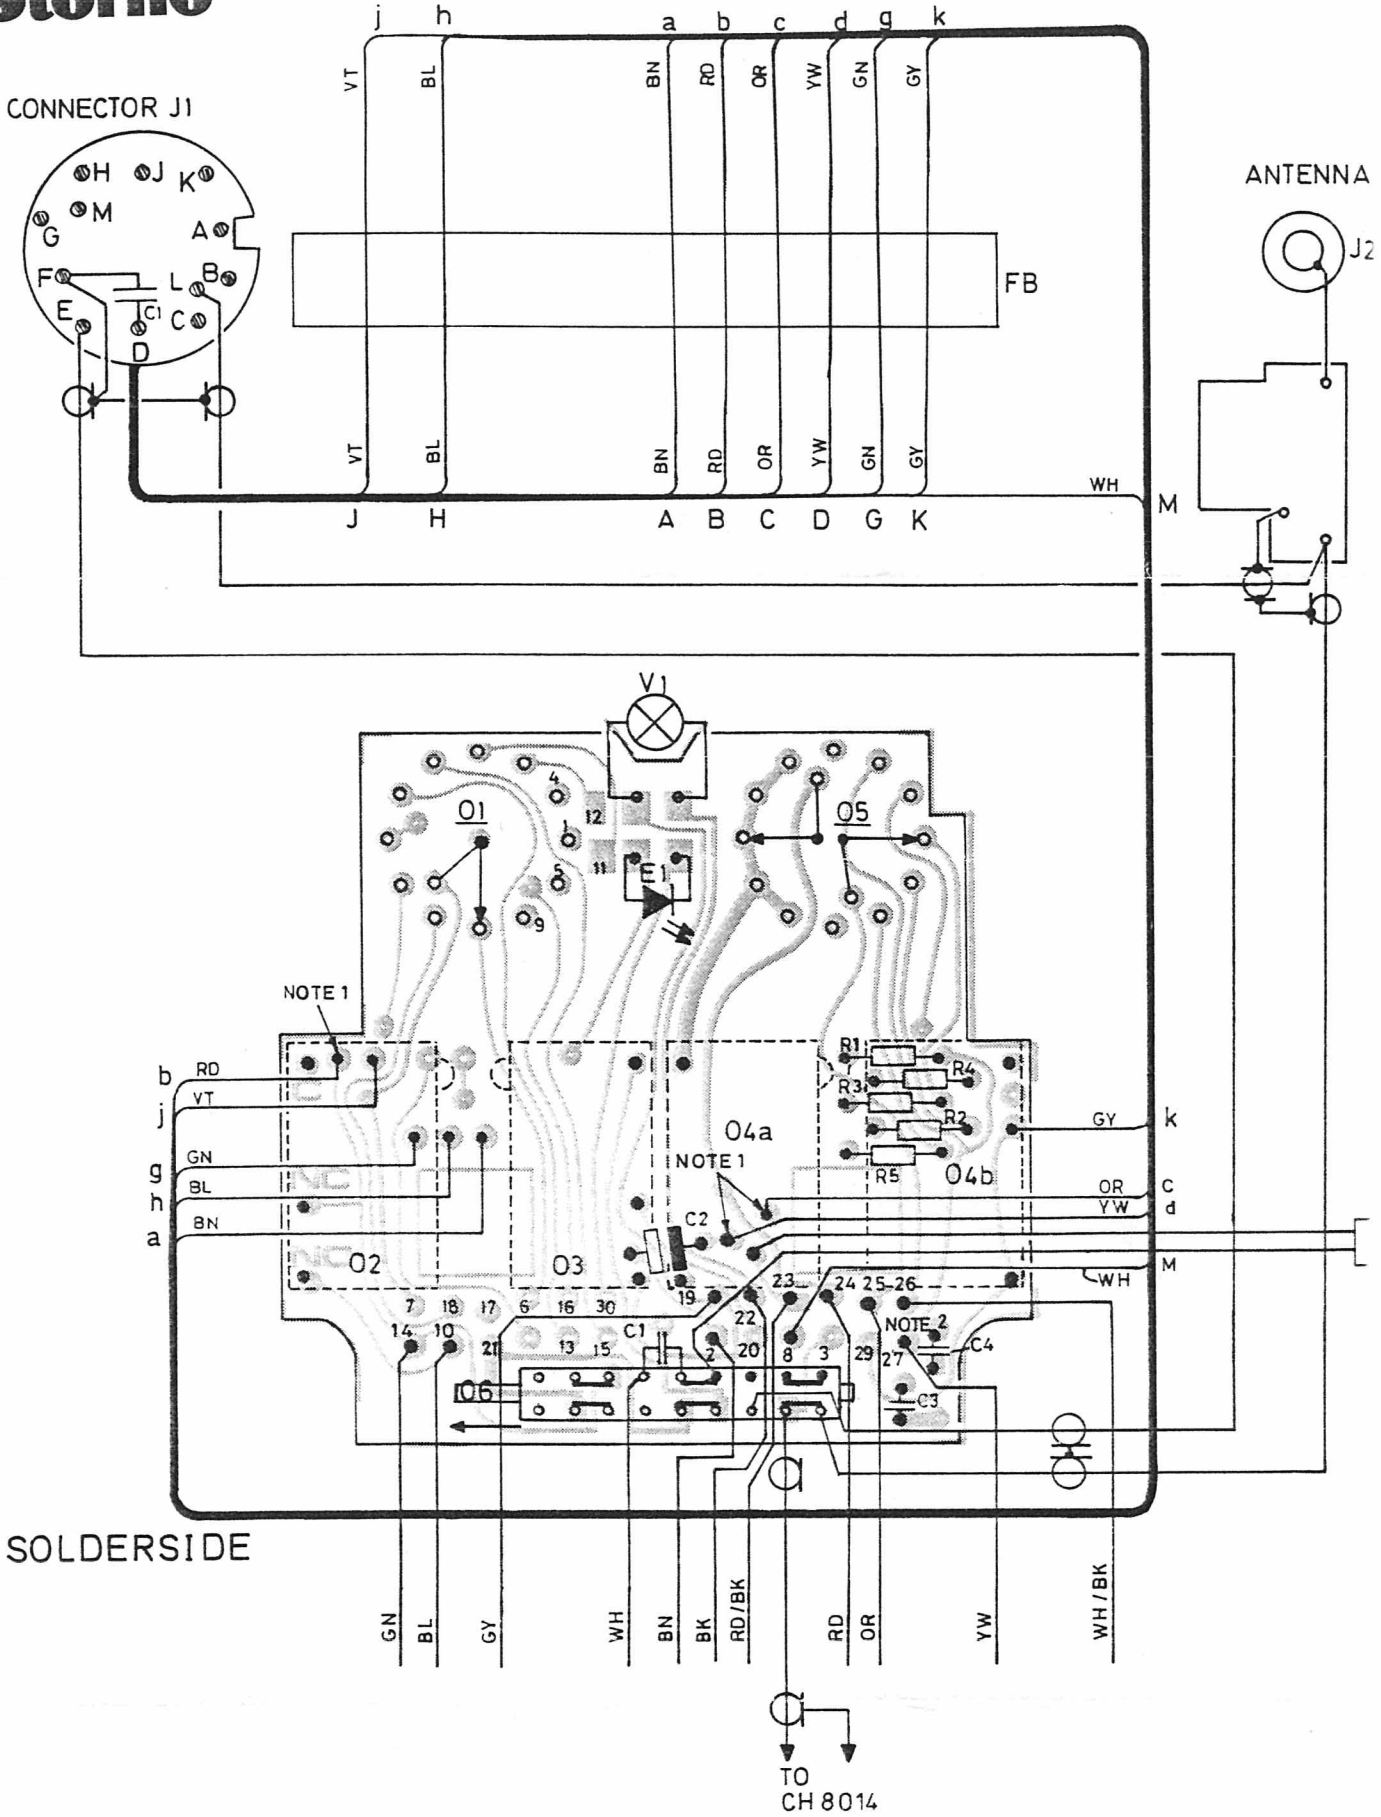 j h a b c d g k
VT BL BN RD OR YW GN GY
CONNECTOR J1
H J K
M
G A
F L B
E C1 C
D
ANTENNA
J2
FB
VT BL BN RD OR YW GN GY
WH
J H A B C D G K
M
V1
4
O1 12 O5
1
11
5 E1
9
NOTE 1
b RD
j VT
R1
R4
R3
R2
R5
O4a
NOTE 1
O4b
GY k
g GN
h BL
a BN
OR c
YW d
C2
O2 O3
M
WH
23 24 25 26
19
7 18 17 6 16 30
22
14 10 C1
NOTE 2
21 13 15 2 20 8 3 29 27
C4
O6
C3
SOLDERSIDE
GN BL GY WH BN BK RD/BK RD OR YW WH/BK
TO
CH 8014